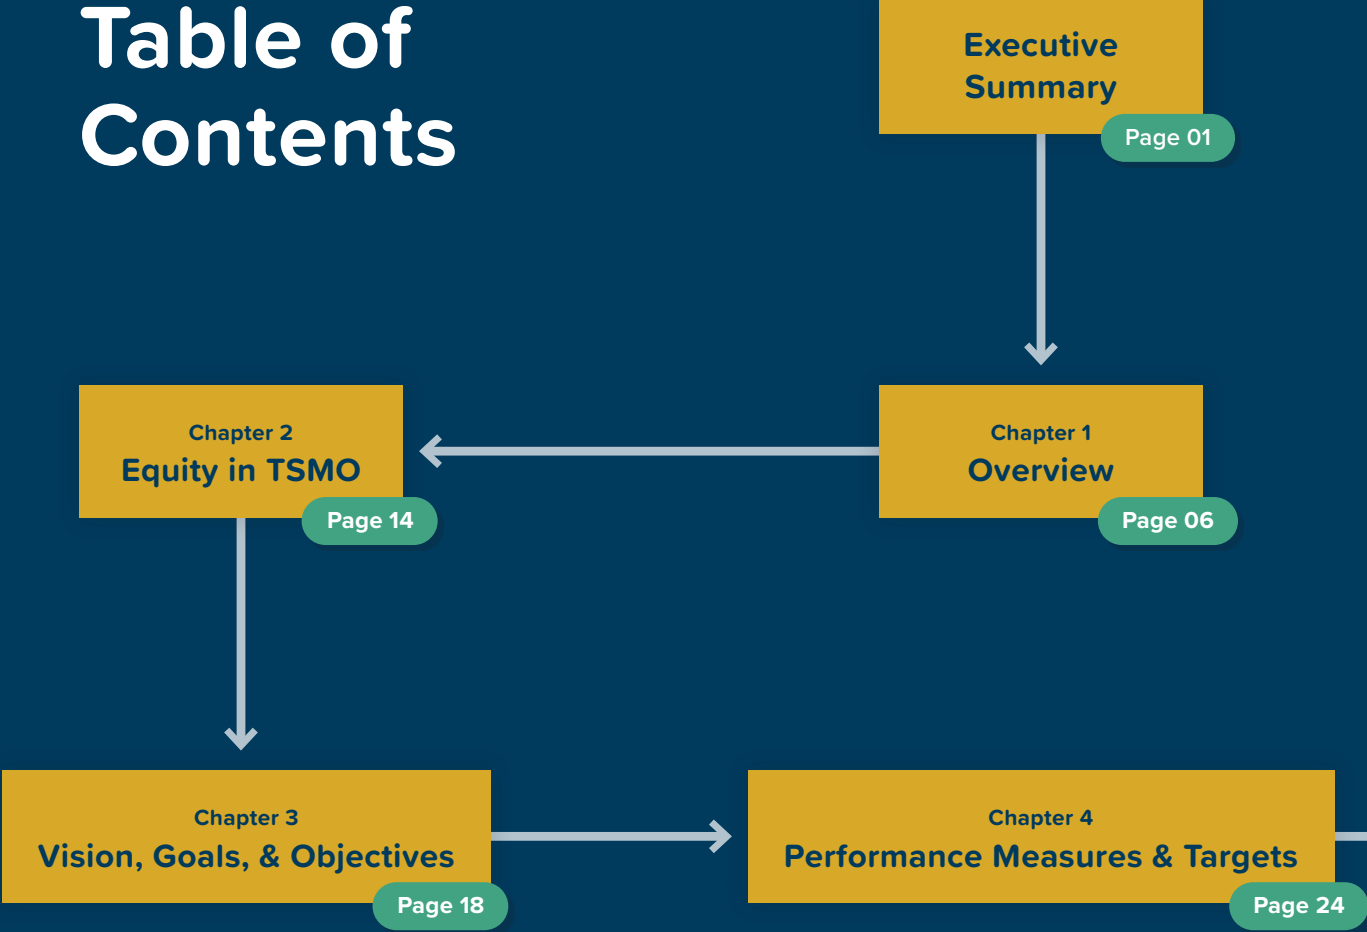 Table of
Contents
Executive
Summary
Page 01
Chapter 1
Overview
Page 06
Chapter 2
Equity in TSMO
Page 14
Chapter 3
Vision, Goals, & Objectives
Page 18
Chapter 4
Performance Measures & Targets
Page 24